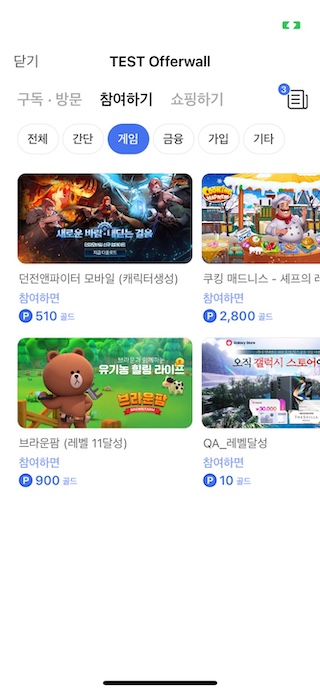 닫기
TEST Offerwall
구독 · 방문
참여하기
쇼핑하기
3
전체
간단
게임
금융
가입
기타
새로운 바람, 내딛는 걸음
지금 다운로드
던전앤파이터 모바일 (캐릭터생성)
참여하면
P 510 골드
쿠킹 매드니스 - 셰프의 레
참여하면
P 2,800 골드
브라운과 함께하는
유기농 힐링 라이프
브라운팜
브라운팜 (레벨 11달성)
참여하면
P 900 골드
Galaxy Store
오직 갤럭시 스토어
QA_레벨달성
참여하면
P 10 골드